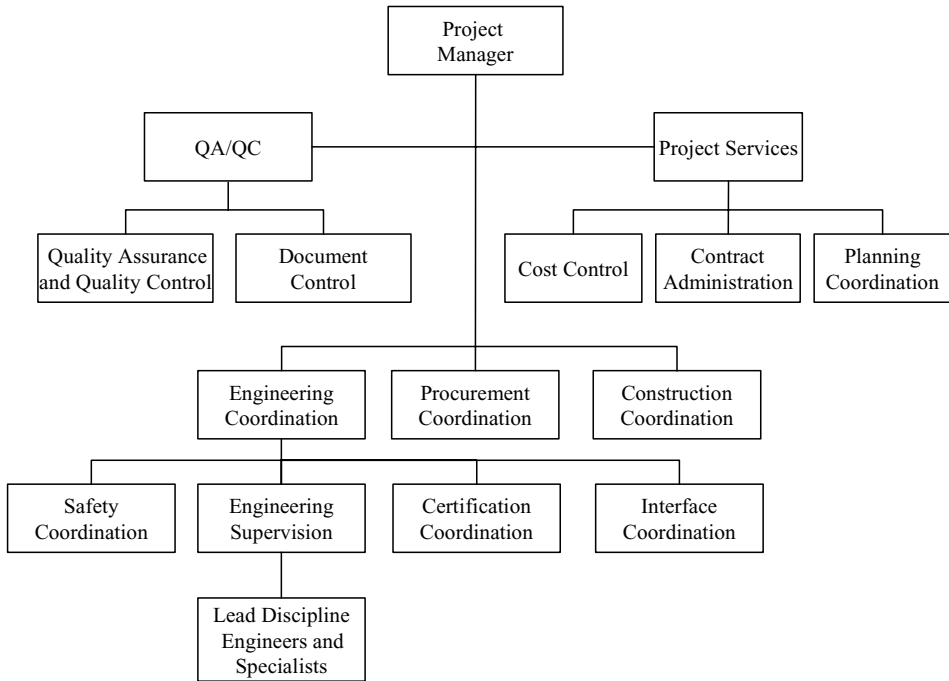 Project
Manager
QA/QC
Project Services
Quality Assurance
and Quality Control
Document
Control
Cost Control
Contract
Administration
Planning
Coordination
Engineering
Coordination
Procurement
Coordination
Construction
Coordination
Safety
Coordination
Engineering
Supervision
Certification
Coordination
Interface
Coordination
Lead Discipline
Engineers and
Specialists